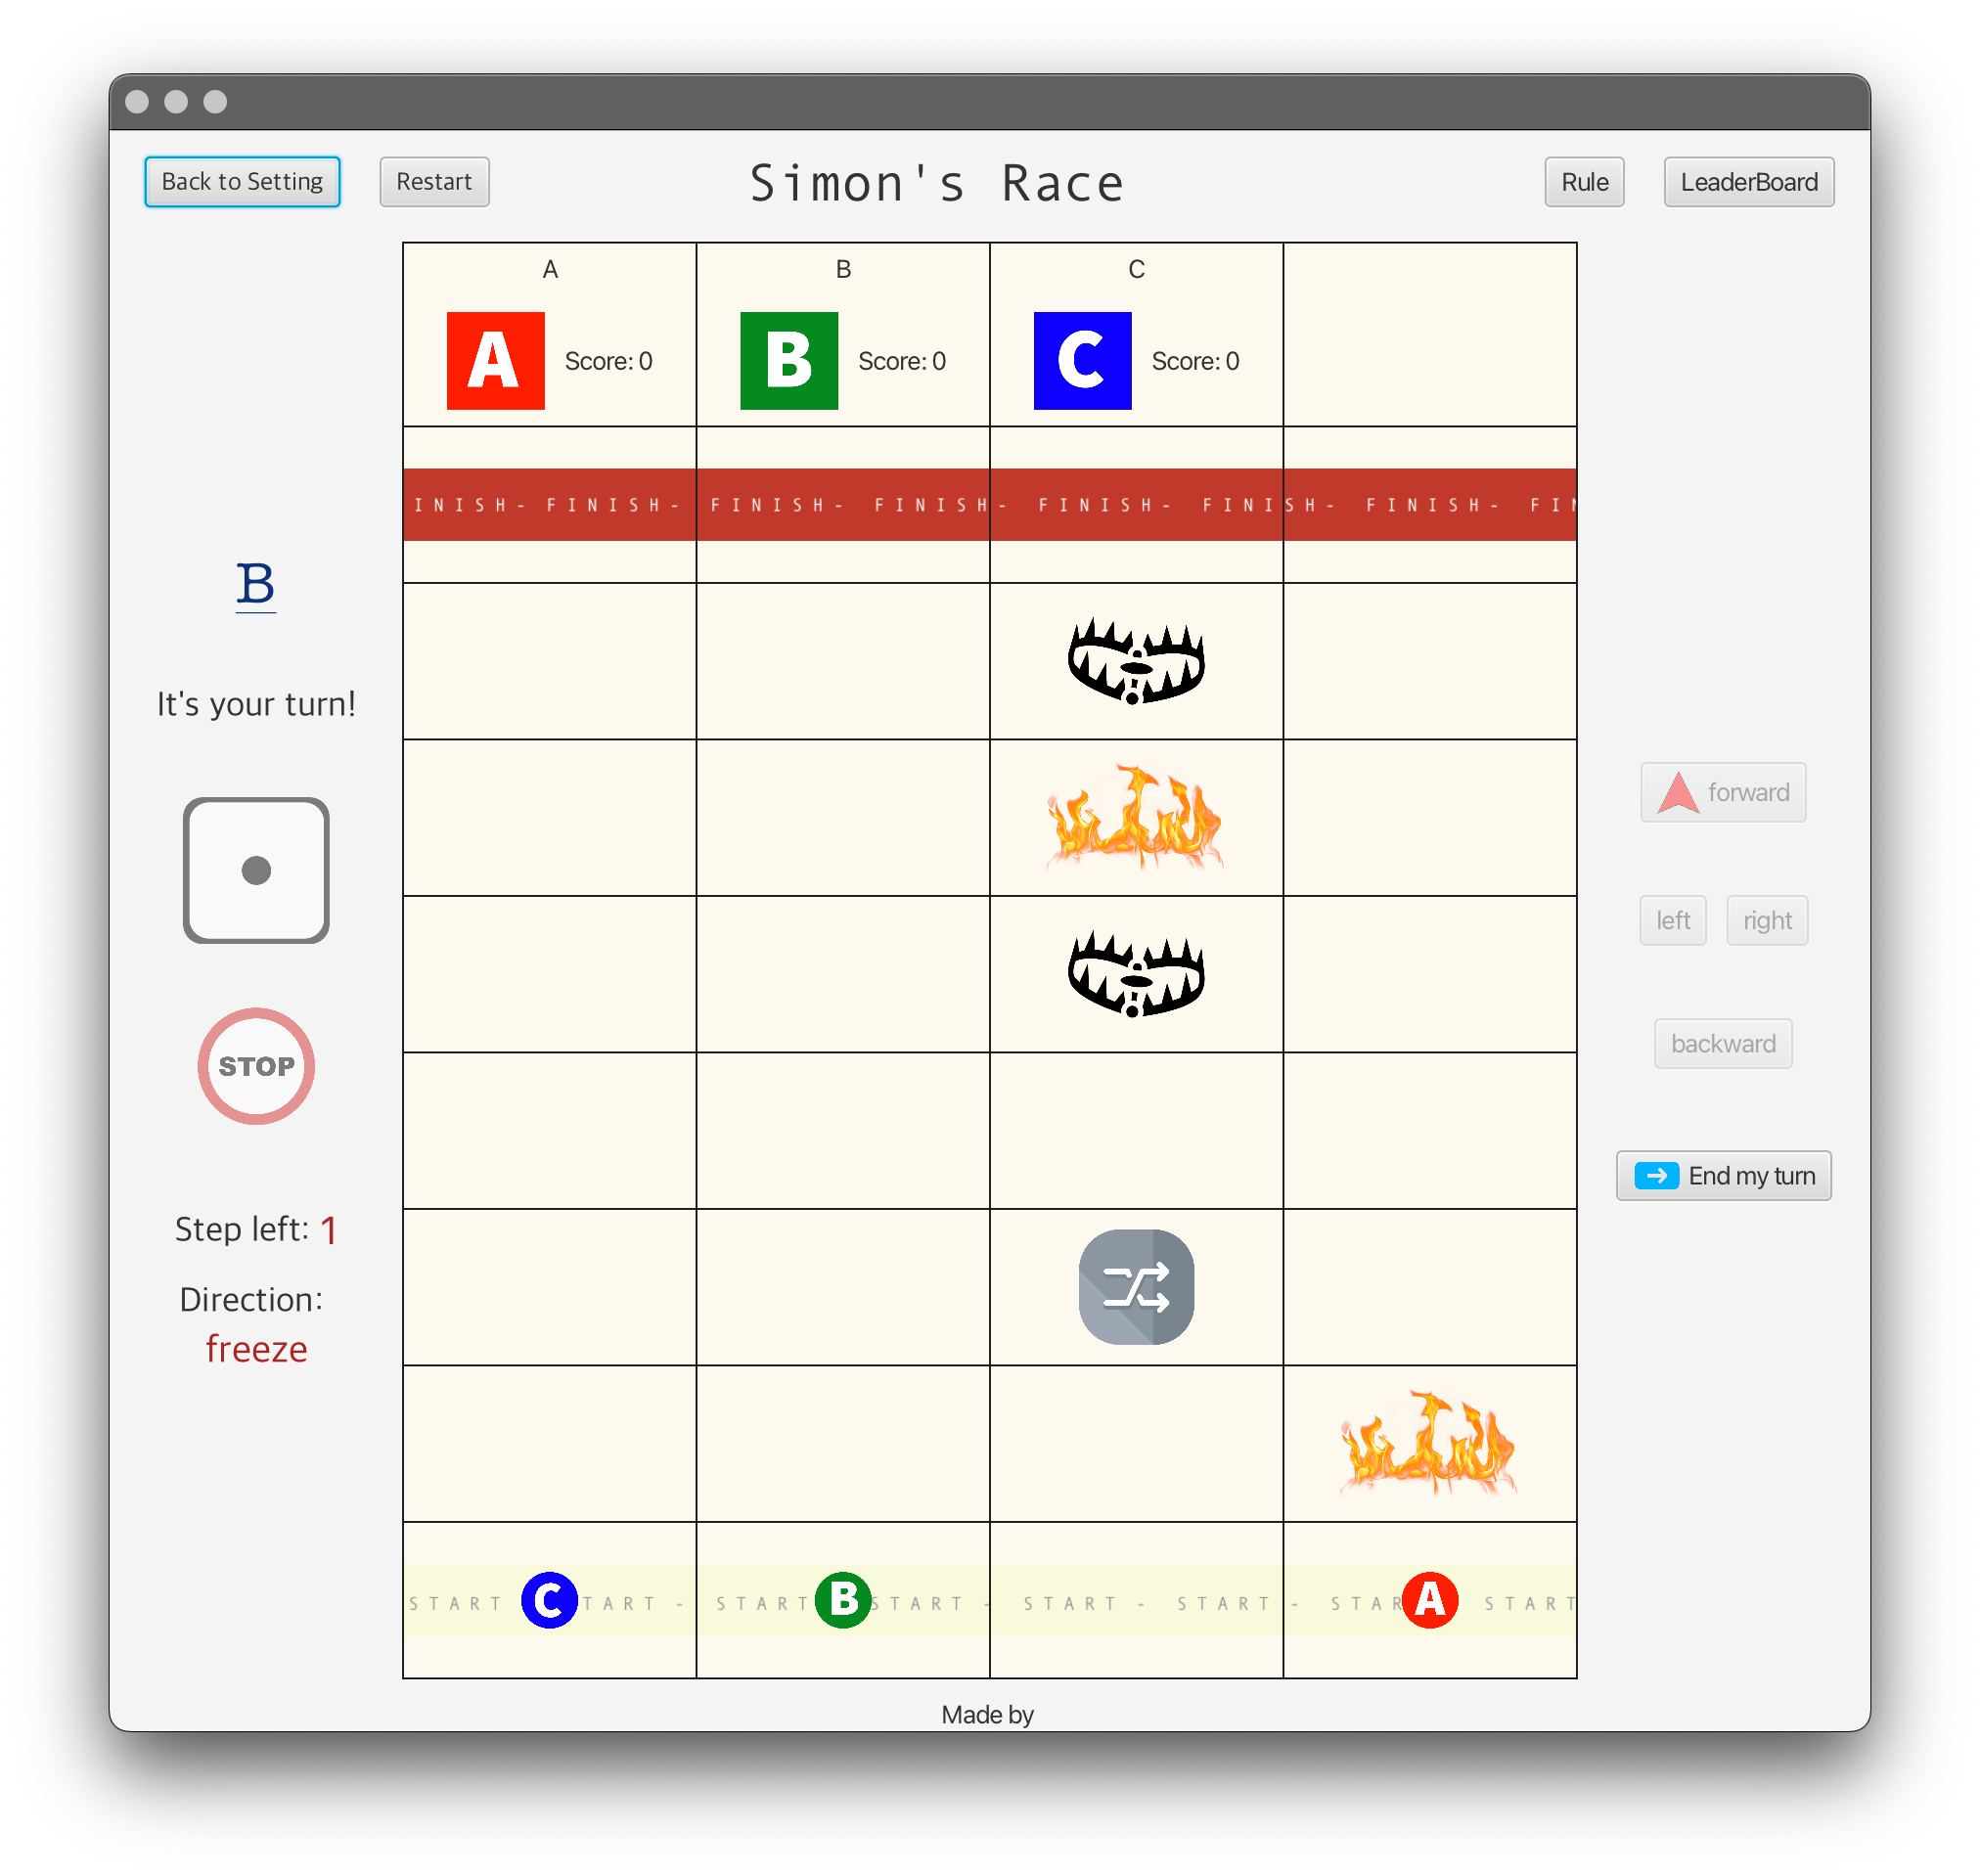 Back to Setting
Restart
Simon's Race
Rule
LeaderBoard
A
B
C
A
Score: 0
B
Score: 0
C
Score: 0
INISH- FINISH- FINISH- FINISH- FINISH- FINISH- FINISH- FIN
B
It's your turn!
forward
left
right
STOP
backward
End my turn
Step left: 1
Direction:
freeze
START C TART - START B START - START - START - STAR A START
Made by